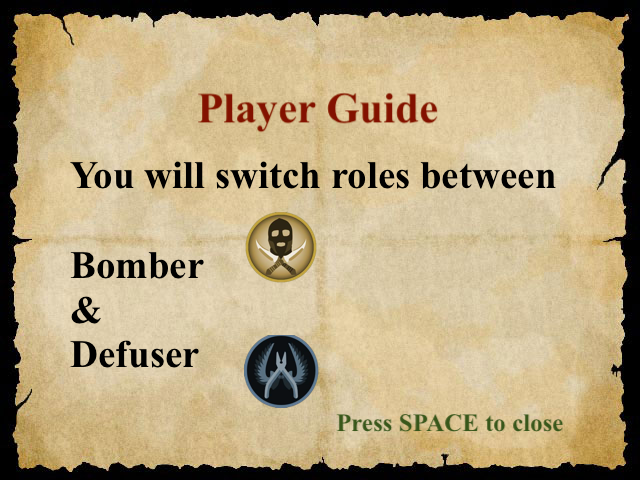 Player Guide
You will switch roles between
Bomber
&
Defuser
Press SPACE to close